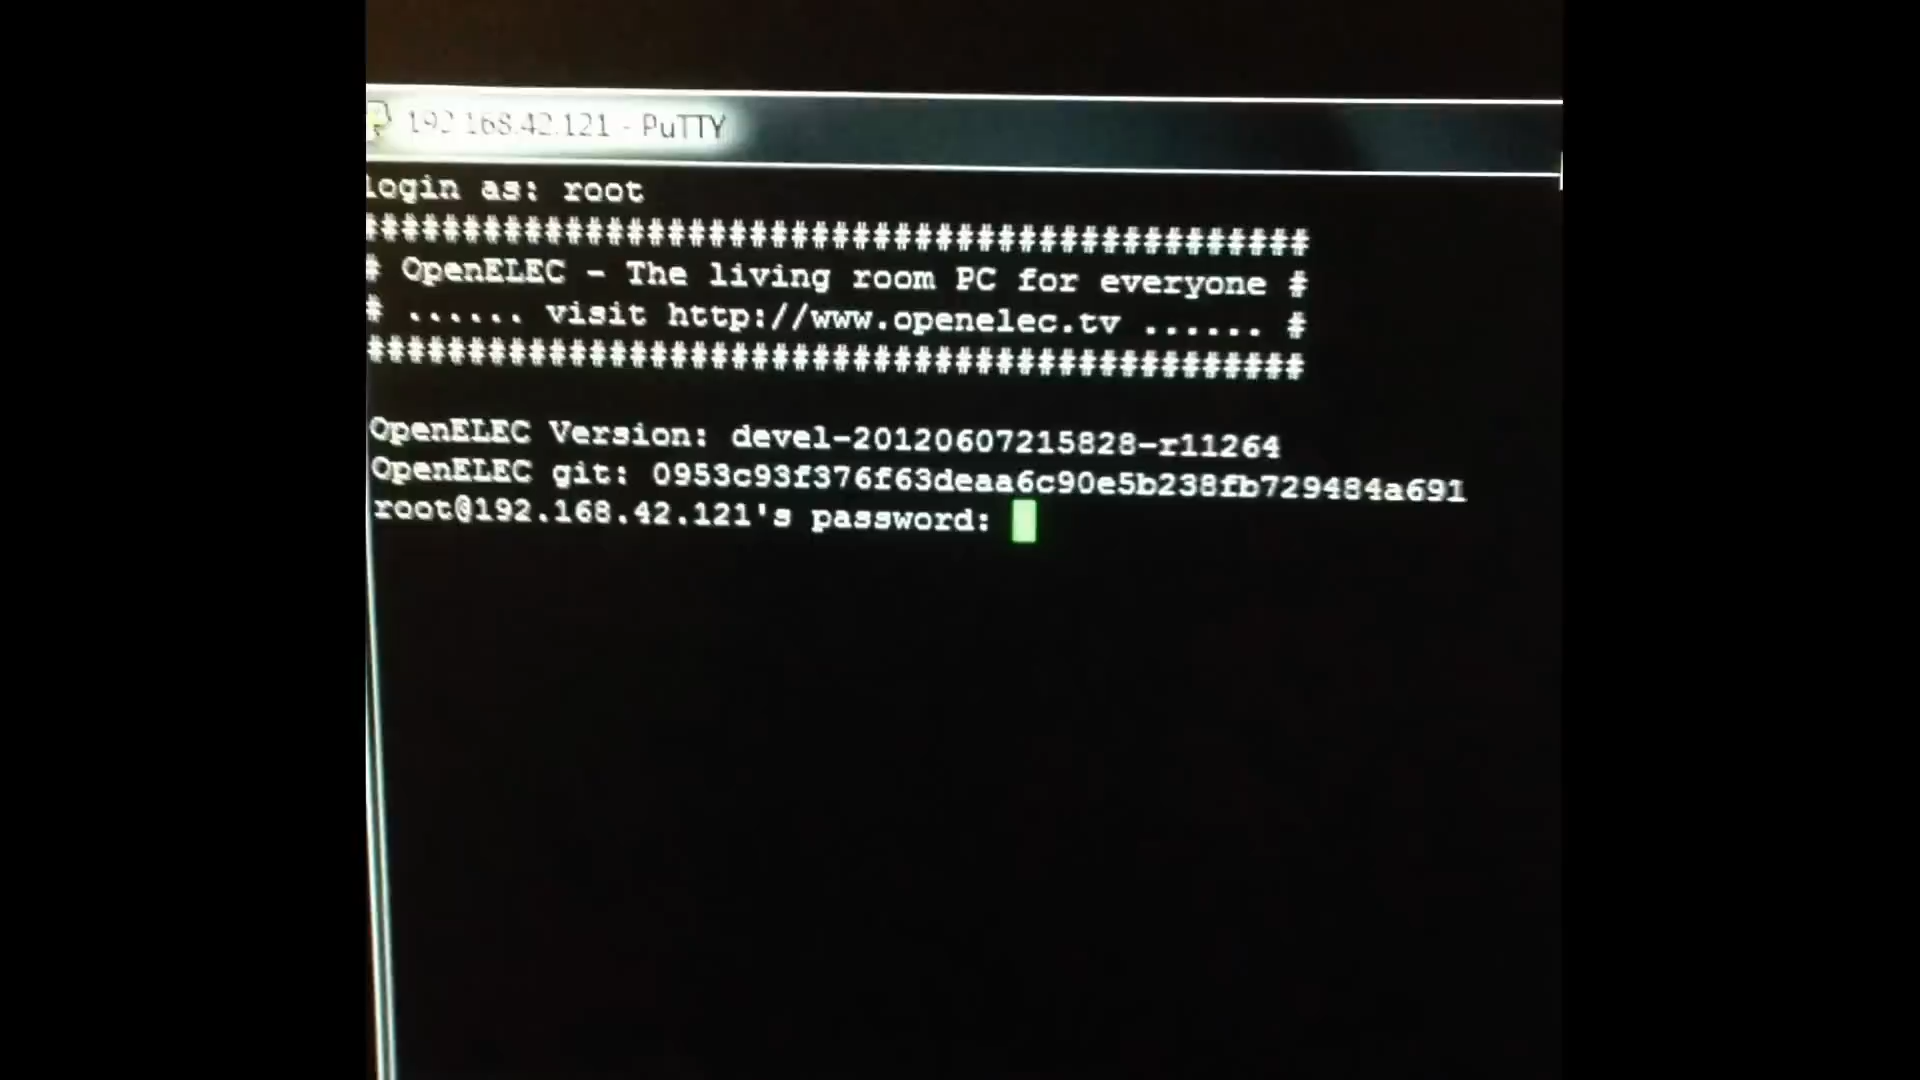 192.168.42.121 - PuTTY
login as: root
##############################################
# OpenELEC - The living room PC for everyone #
# ...... visit http://www.openelec.tv ...... #
##############################################
OpenELEC Version: devel-20120607215828-r11264
OpenELEC git: 0953c93f376f63deaa6c90e5b238fb729484a691
root@192.168.42.121's password: